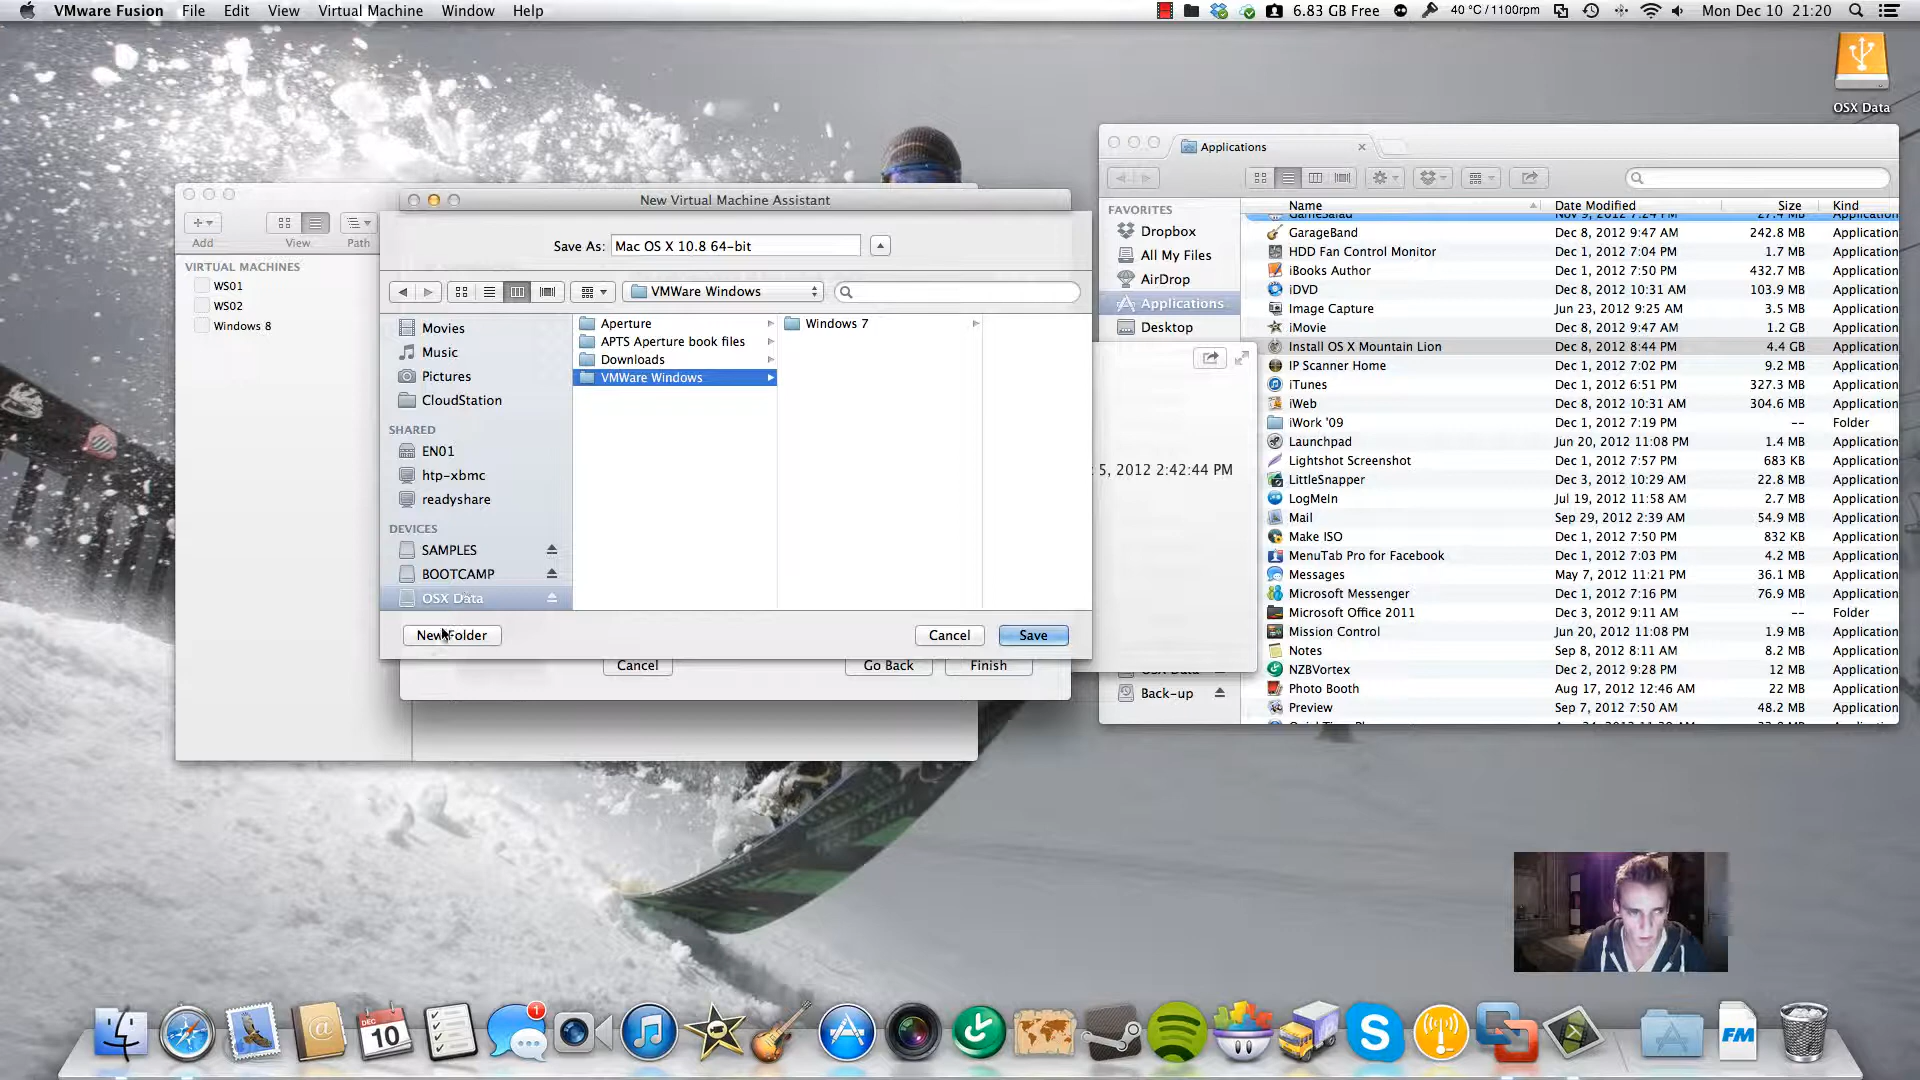 VMware Fusion File Edit View Virtual Machine Window Help 6.83 GB Free 40 °C / 1100rpm Mon Dec 10 21:20
OSX Data
Add View Path
VIRTUAL MACHINES
WS01
WS02
Windows 8
New Virtual Machine Assistant
Save As: Mac OS X 10.8 64-bit
VMWare Windows
Movies
Music
Pictures
CloudStation
SHARED
EN01
htp-xbmc
readyshare
DEVICES
SAMPLES
BOOTCAMP
OSX Data
Aperture
APTS Aperture book files
Downloads
VMWare Windows
Windows 7
New Folder Cancel Save
Cancel Go Back Finish
5, 2012 2:42:44 PM
Applications
FAVORITES
Dropbox
All My Files
AirDrop
Applications
Desktop
OSX Data
Back-up
Name Date Modified Size Kind
GameSalad Nov 9, 2012 7:24 PM 27.4 MB Application
GarageBand Dec 8, 2012 9:47 AM 242.8 MB Application
HDD Fan Control Monitor Dec 1, 2012 7:04 PM 1.7 MB Application
iBooks Author Dec 1, 2012 7:50 PM 432.7 MB Application
iDVD Dec 8, 2012 10:31 AM 103.9 MB Application
Image Capture Jun 23, 2012 9:25 AM 3.5 MB Application
iMovie Dec 8, 2012 9:47 AM 1.2 GB Application
Install OS X Mountain Lion Dec 8, 2012 8:44 PM 4.4 GB Application
IP Scanner Home Dec 1, 2012 7:02 PM 9.2 MB Application
iTunes Dec 1, 2012 6:51 PM 327.3 MB Application
iWeb Dec 8, 2012 10:31 AM 304.6 MB Application
iWork '09 Dec 1, 2012 7:19 PM -- Folder
Launchpad Jun 20, 2012 11:08 PM 1.4 MB Application
Lightshot Screenshot Dec 1, 2012 7:57 PM 683 KB Application
LittleSnapper Dec 3, 2012 10:29 AM 22.8 MB Application
LogMeIn Jul 19, 2012 11:58 AM 2.7 MB Application
Mail Sep 29, 2012 2:39 AM 54.9 MB Application
Make ISO Dec 1, 2012 7:50 PM 832 KB Application
MenuTab Pro for Facebook Dec 1, 2012 7:03 PM 4.2 MB Application
Messages May 7, 2012 11:21 PM 36.1 MB Application
Microsoft Messenger Dec 1, 2012 7:16 PM 76.9 MB Application
Microsoft Office 2011 Dec 3, 2012 9:11 AM -- Folder
Mission Control Jun 20, 2012 11:08 PM 1.9 MB Application
Notes Sep 8, 2012 8:11 AM 8.2 MB Application
NZBVortex Dec 2, 2012 9:28 PM 12 MB Application
Photo Booth Aug 17, 2012 12:46 AM 22 MB Application
Preview Sep 7, 2012 7:50 AM 48.2 MB Application
DEC
10
1
FM